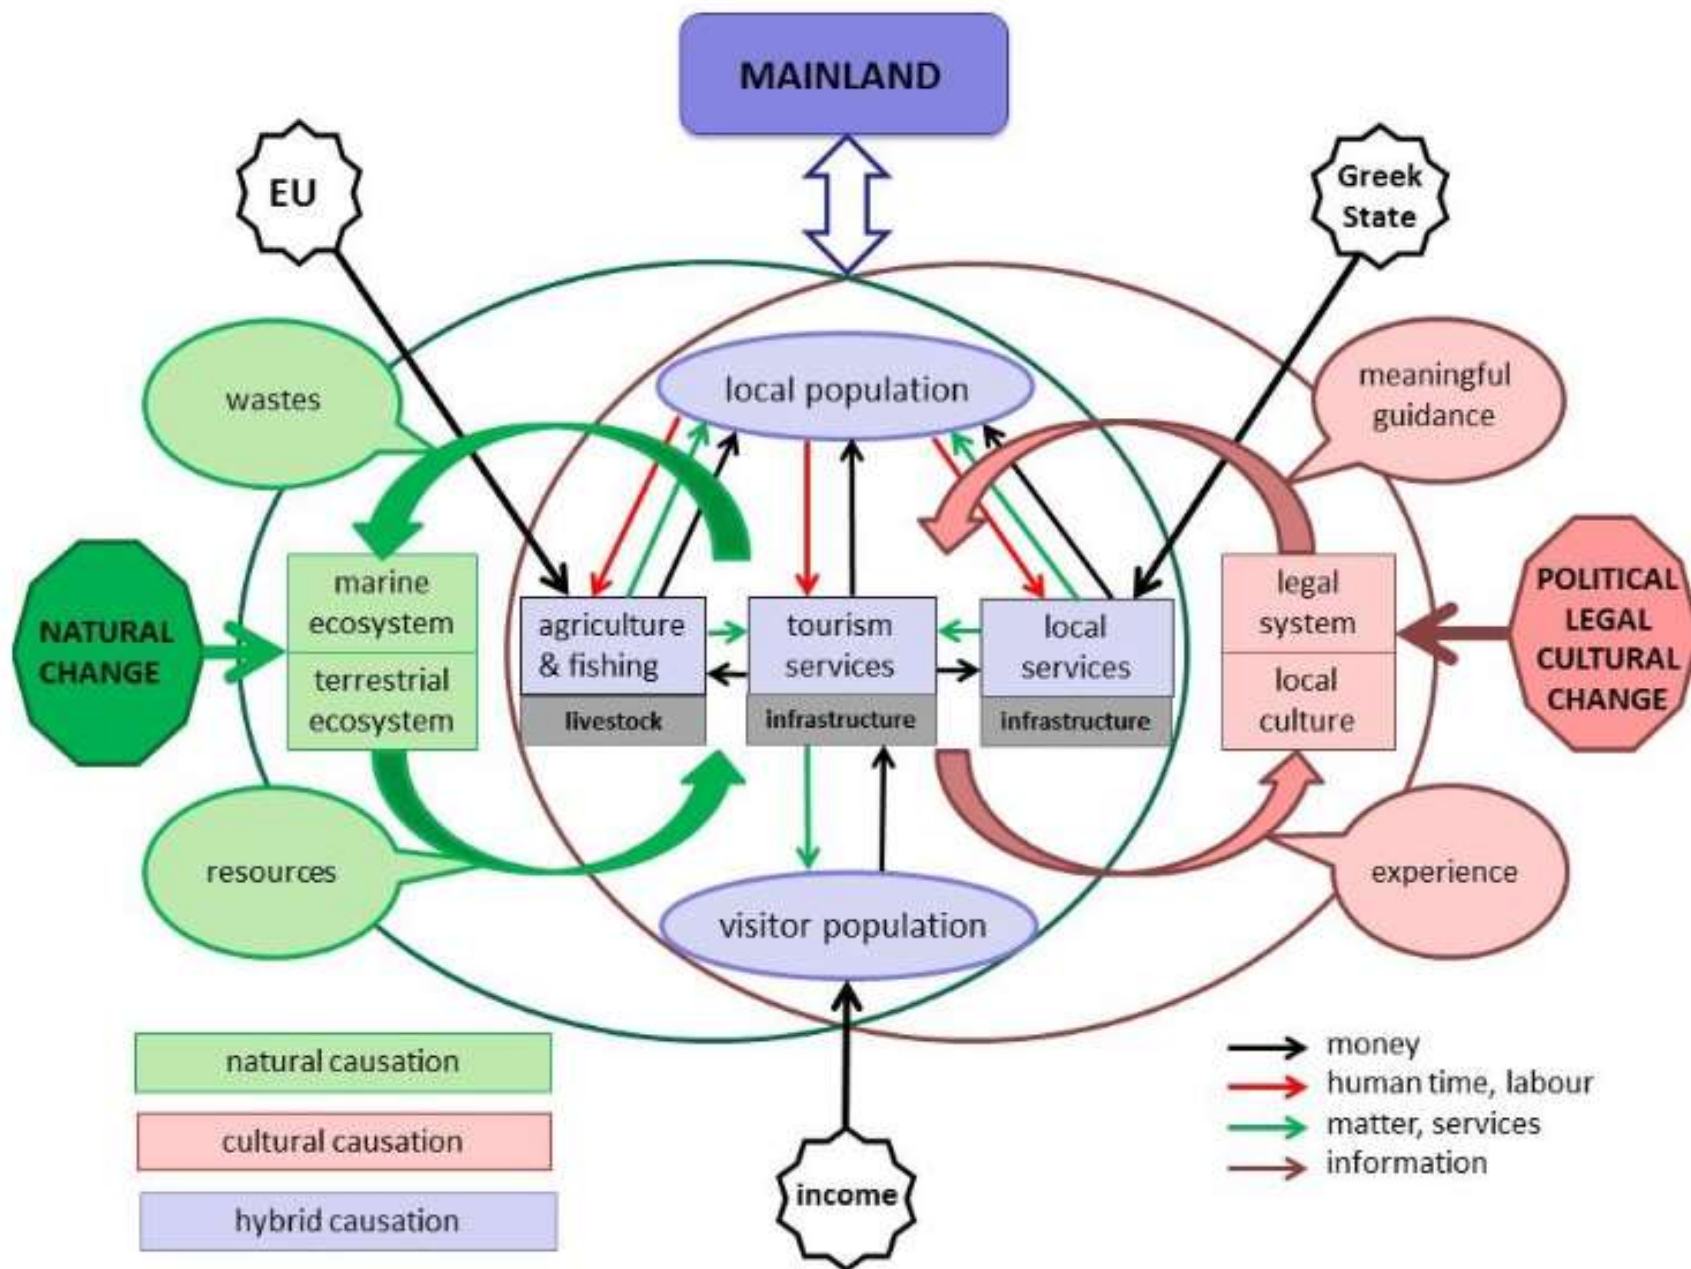 MAINLAND
EU
Greek
State
wastes
local population
meaningful
guidance
NATURAL
CHANGE
marine
ecosystem
terrestrial
ecosystem
agriculture
& fishing
livestock
tourism
services
infrastructure
local
services
infrastructure
legal
system
local
culture
POLITICAL
LEGAL
CULTURAL
CHANGE
resources
visitor population
experience
natural causation
cultural causation
hybrid causation
income
money
human time, labour
matter, services
information